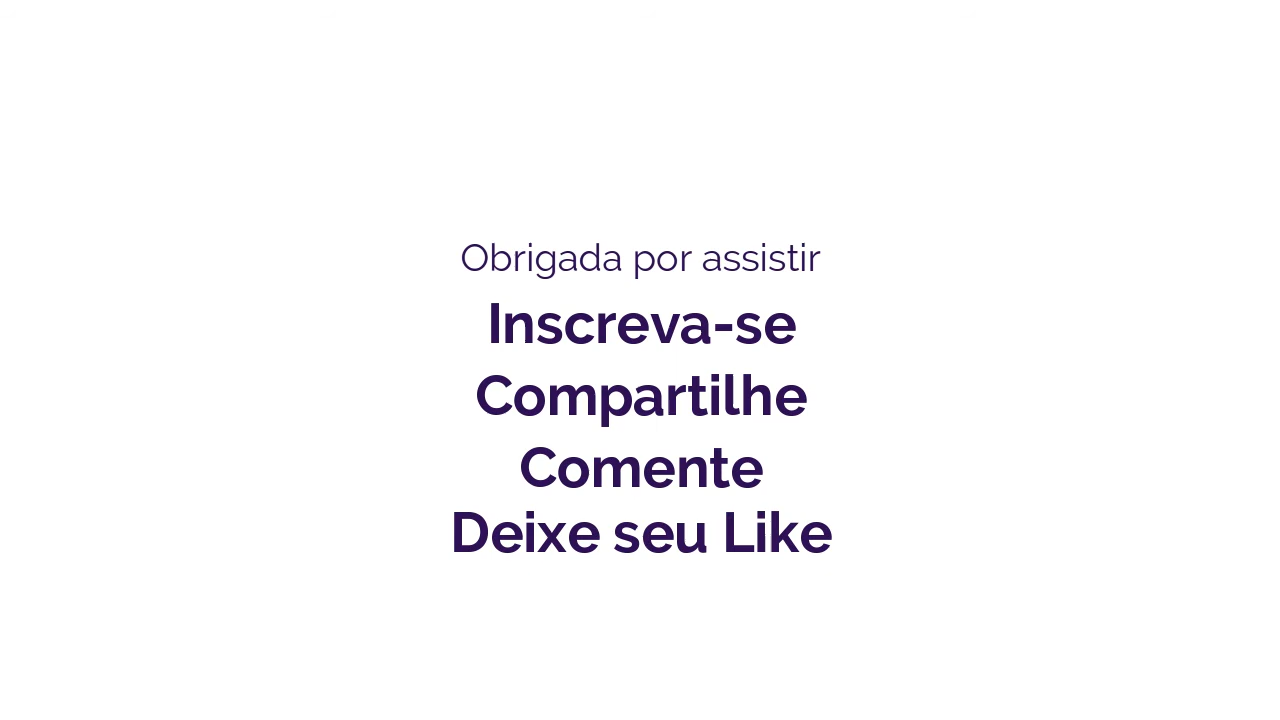 Obrigada por assistir
Inscreva-se
Compartilhe
Comente
Deixe seu Like